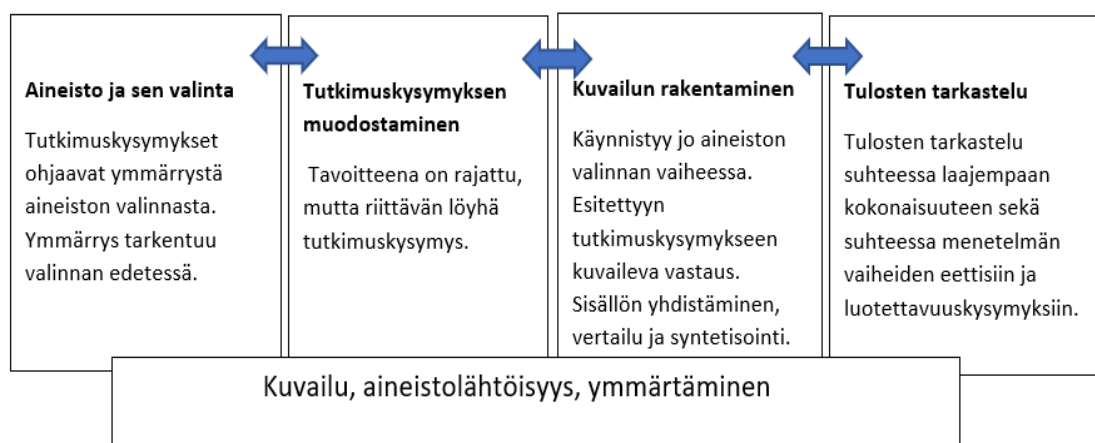 Aineisto ja sen valinta
Tutkimuskysymykset
ohjaavat ymmärrystä
aineiston valinnasta.
Ymmärrys tarkentuu
valinnan edetessä.
Tutkimuskysymyksen
muodostaminen
Tavoitteena on rajattu,
mutta riittävän löyhä
tutkimuskysymys.
Kuvailun rakentaminen
Käynnistyy jo aineiston
valinnan vaiheessa.
Esitettyyn
tutkimuskysymykseen
kuvaileva vastaus.
Sisällön yhdistäminen,
vertailu ja syntetisointi.
Tulosten tarkastelu
Tulosten tarkastelu
suhteessa laajempaan
kokonaisuuteen sekä
suhteessa menetelmän
vaiheiden eettisiin ja
luotettavuuskysymyksiin.
Kuvailu, aineistolähtöisyys, ymmärtäminen